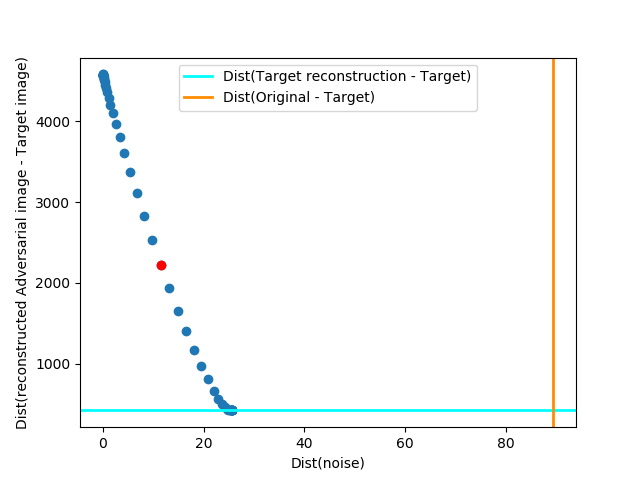 Dist(Target reconstruction - Target)
Dist(Original - Target)
Dist(reconstructed Adversarial image - Target image)
4000
3000
2000
1000
0
20
40
60
80
Dist(noise)